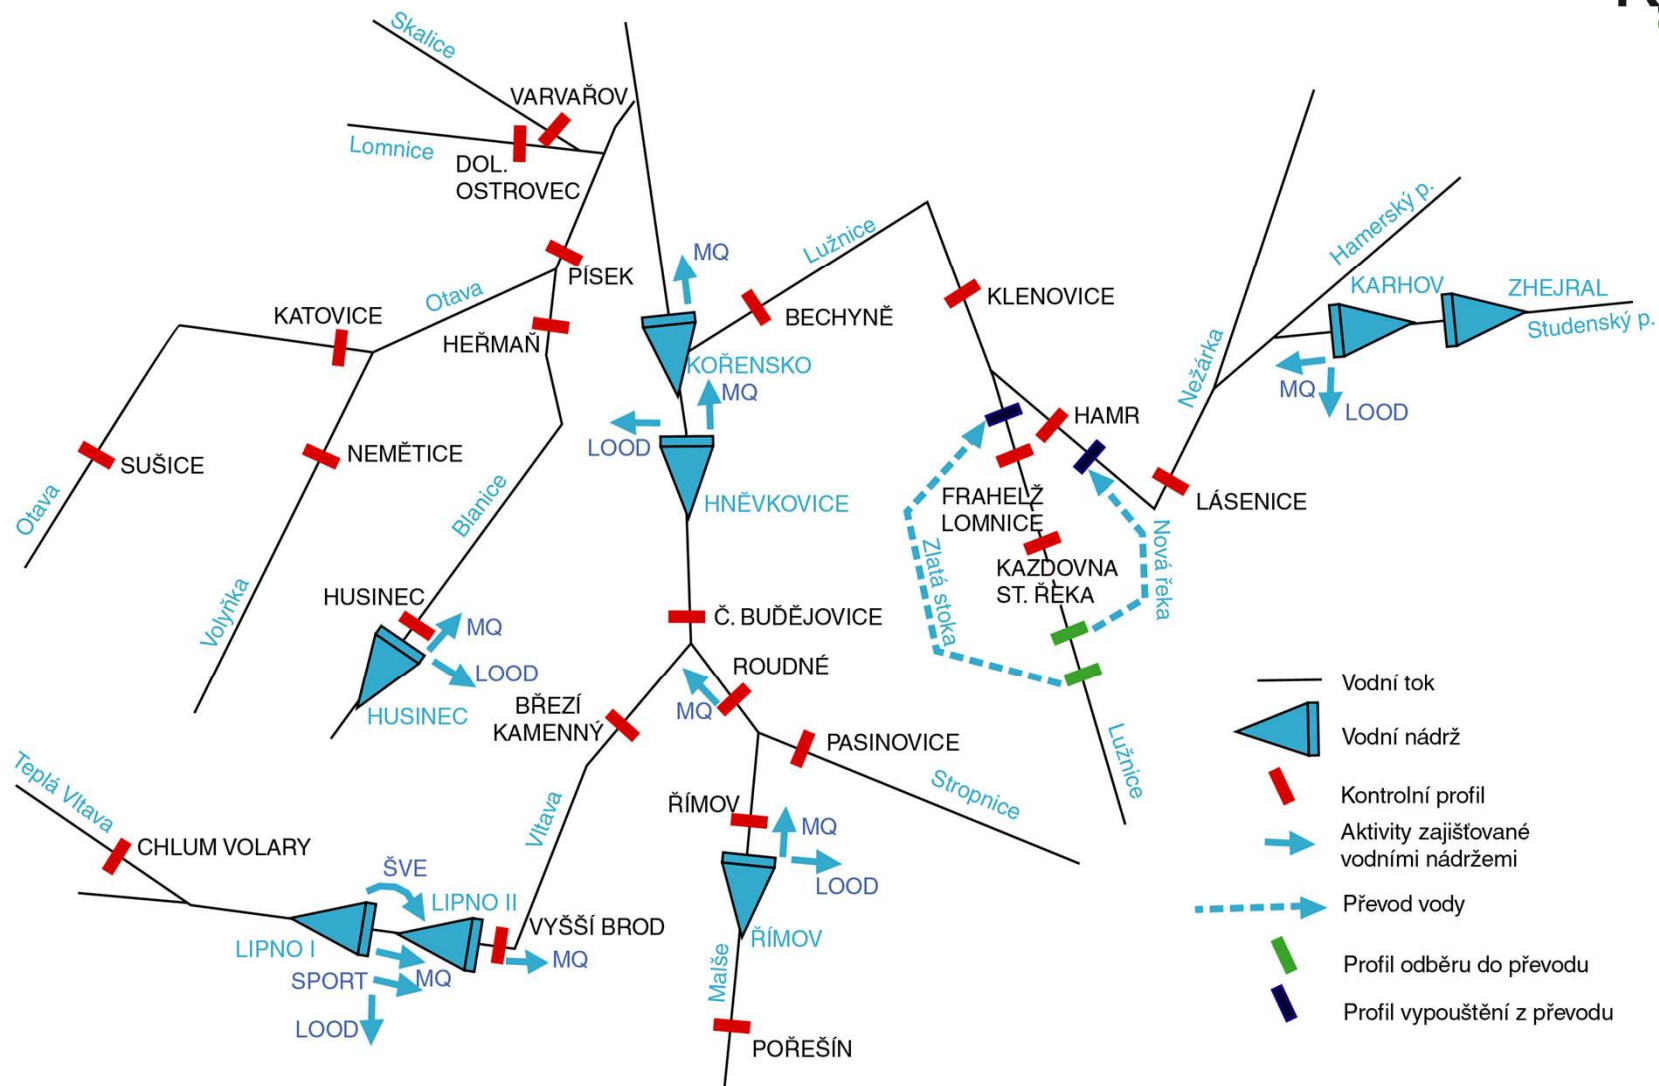 Skalice
VARVAŘOV
Lomnice
DOL.
OSTROVEC
PÍSEK
Otava
KATOVICE
HEŘMAŇ
SUŠICE
NEMĚTICE
Otava
Volyňka
Blanice
HUSINEC
MQ
LOOD
HUSINEC
MQ
Lužnice
BECHYNĚ
KOŘENSKO
MQ
LOOD
HNĚVKOVICE
KLENOVICE
HAMR
FRAHELŽ
LOMNICE
KAZDOVNA
ST. ŘEKA
Zlatá stoka
Nová řeka
LÁSENICE
Nežárka
Hamerský p.
KARHOV
ZHEJRAL
Studenský p.
MQ
LOOD
Lužnice
Č. BUĎĚJOVICE
ROUDNÉ
MQ
BŘEZÍ
KAMENNÝ
PASINOVICE
Stropnice
Vltava
ŘÍMOV
MQ
LOOD
ŘÍMOV
Malše
POŘEŠÍN
Teplá Vltava
CHLUM VOLARY
ŠVE
LIPNO II
LIPNO I
VYŠŠÍ BROD
MQ
SPORT
MQ
LOOD
Vodní tok
Vodní nádrž
Kontrolní profil
Aktivity zajišťované
vodními nádržemi
Převod vody
Profil odběru do převodu
Profil vypouštění z převodu